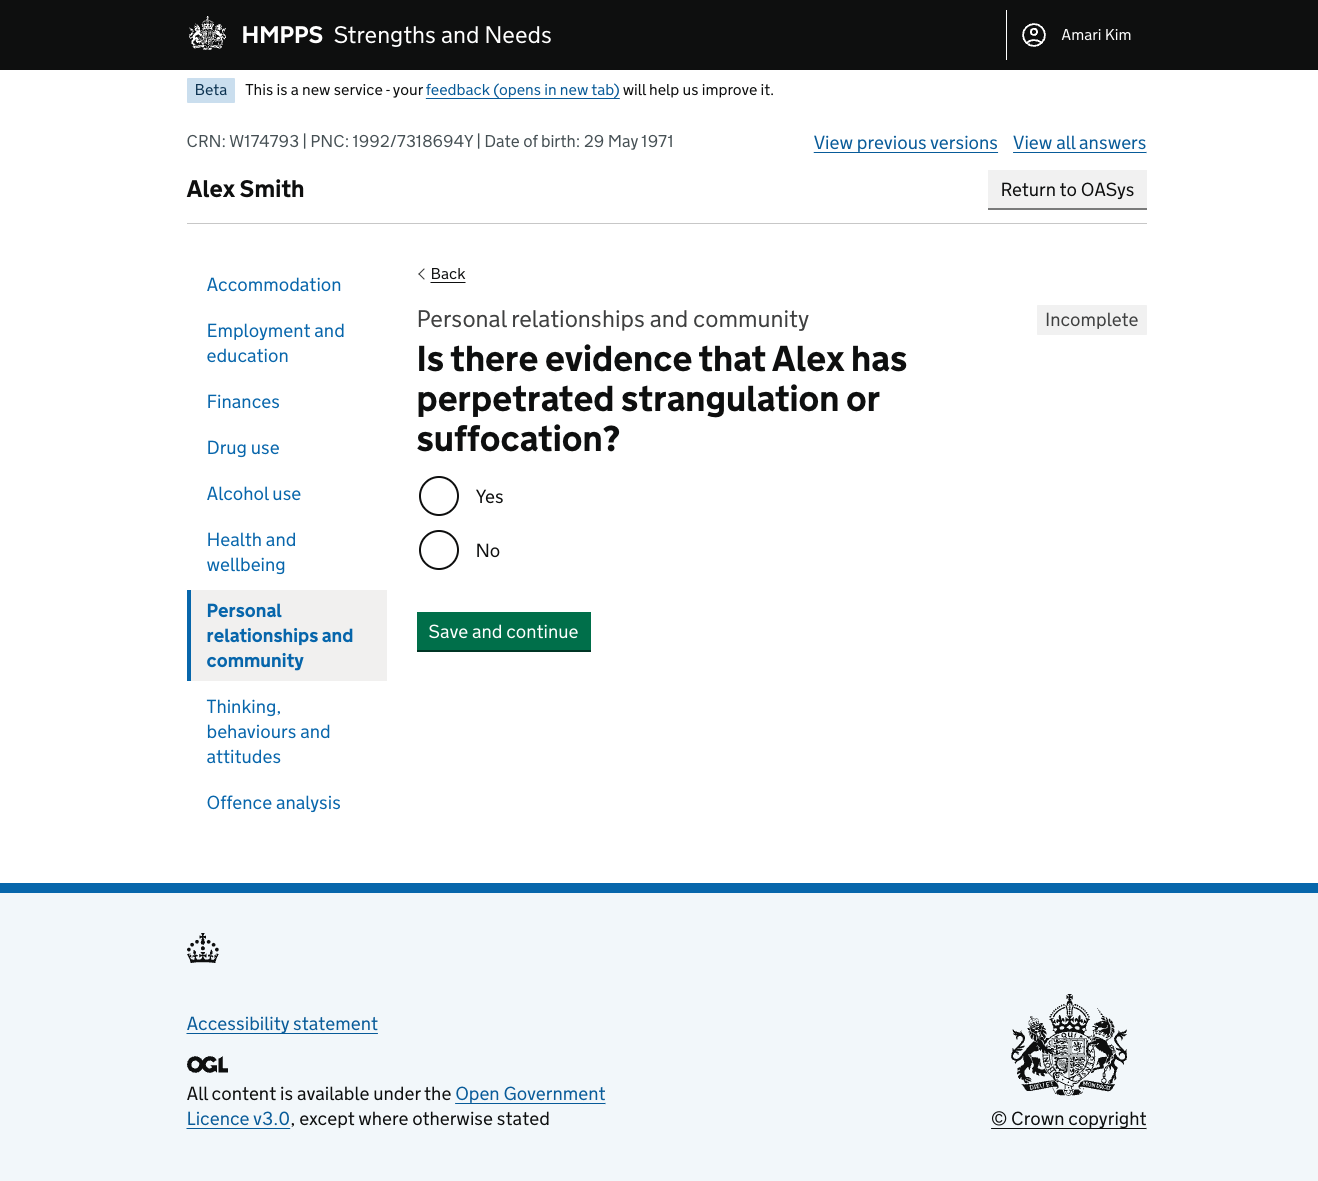 HMPPS Strengths and Needs
Amari Kim
Beta
This is a new service - your feedback (opens in new tab) will help us improve it.
CRN: W174793 | PNC: 1992/7318694Y | Date of birth: 29 May 1971
View previous versions
View all answers
Alex Smith
Return to OASys
Accommodation
Employment and
education
Finances
Drug use
Alcohol use
Health and
wellbeing
Personal
relationships and
community
Thinking,
behaviours and
attitudes
Offence analysis
Back
Personal relationships and community
Incomplete
Is there evidence that Alex has
perpetrated strangulation or
suffocation?
Yes
No
Save and continue
Accessibility statement
OGL
All content is available under the Open Government
Licence v3.0, except where otherwise stated
© Crown copyright